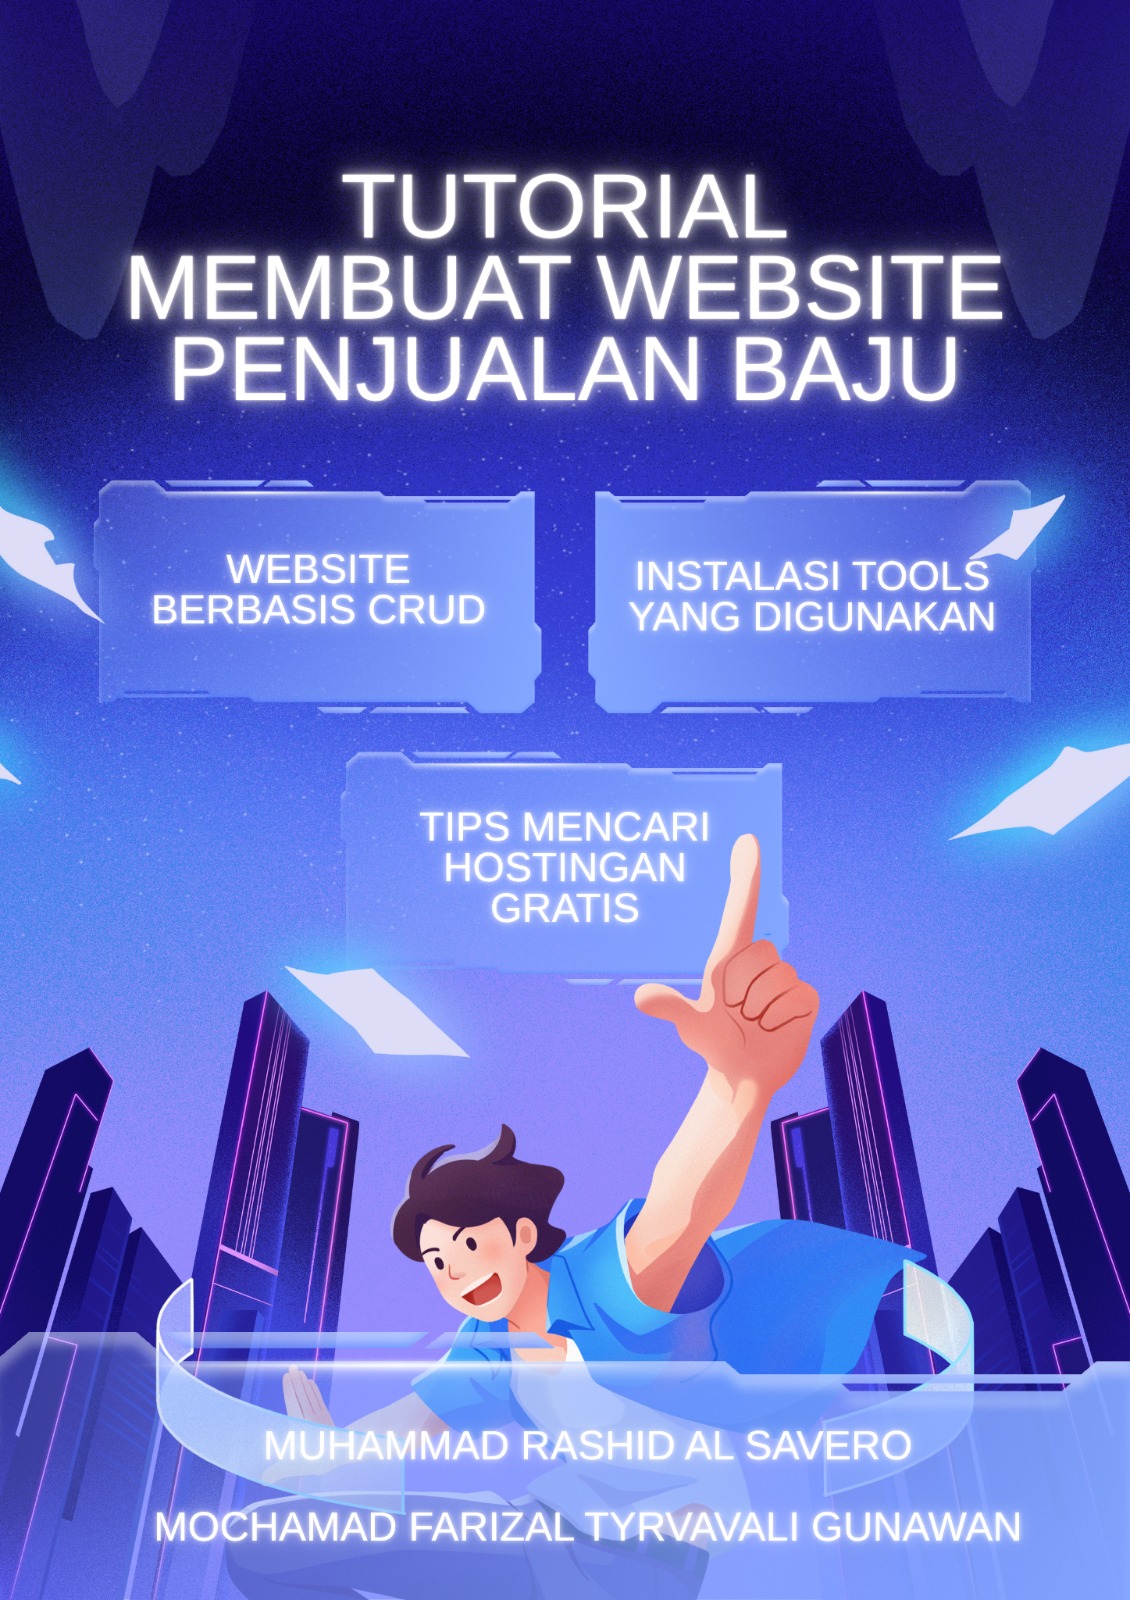 TUTORIAL
MEMBUAT WEBSITE
PENJUALAN BAJU
WEBSITE
BERBASIS CRUD
INSTALASI TOOLS
YANG DIGUNAKAN
TIPS MENCARI
HOSTINGAN
GRATIS
MUHAMMAD RASHID AL SAVERO
MOCHAMAD FARIZAL TYRVAVALI GUNAWAN